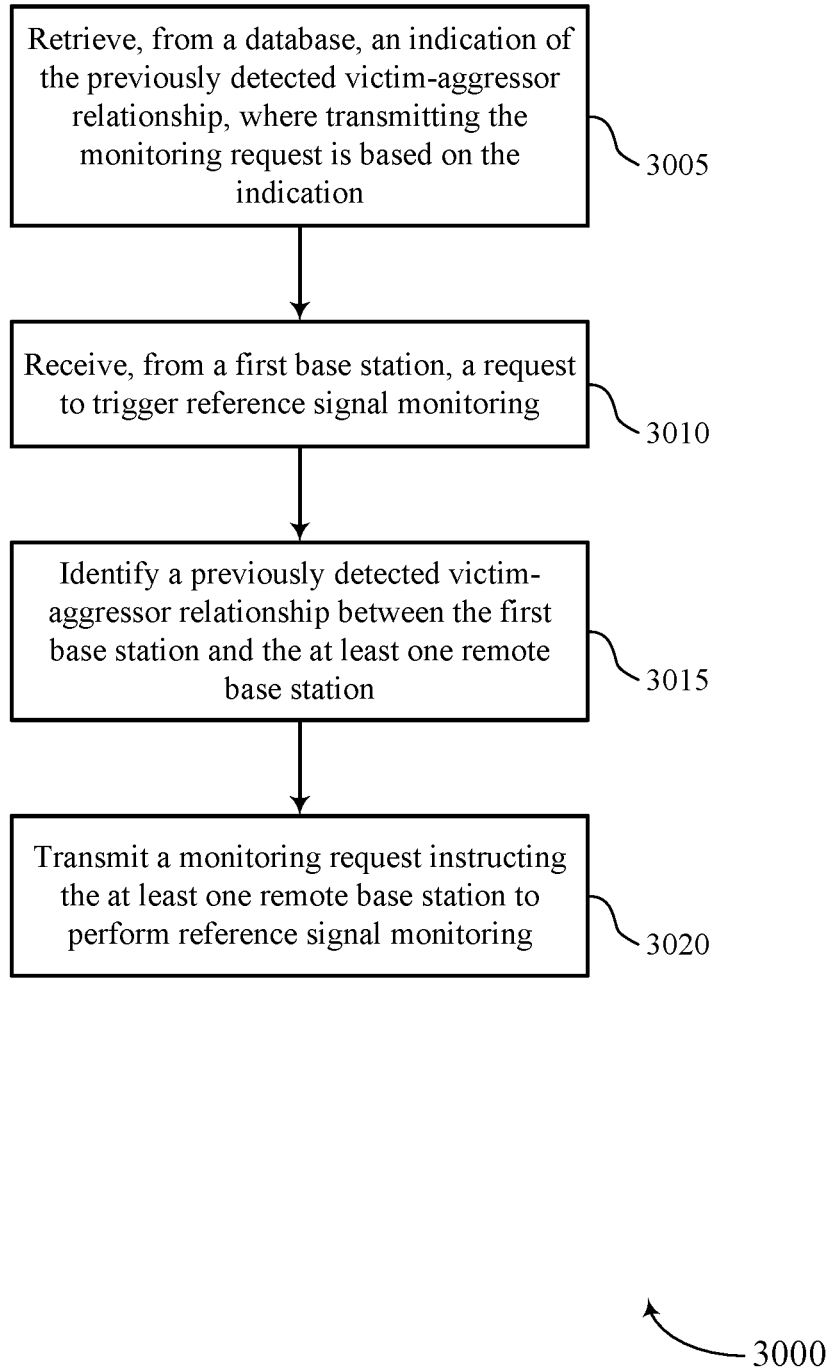 Retrieve, from a database, an indication of
the previously detected victim-aggressor
relationship, where transmitting the
monitoring request is based on the
indication
3005
Receive, from a first base station, a request
to trigger reference signal monitoring
3010
Identify a previously detected victim-
aggressor relationship between the first
base station and the at least one remote
base station
3015
Transmit a monitoring request instructing
the at least one remote base station to
perform reference signal monitoring
3020
3000